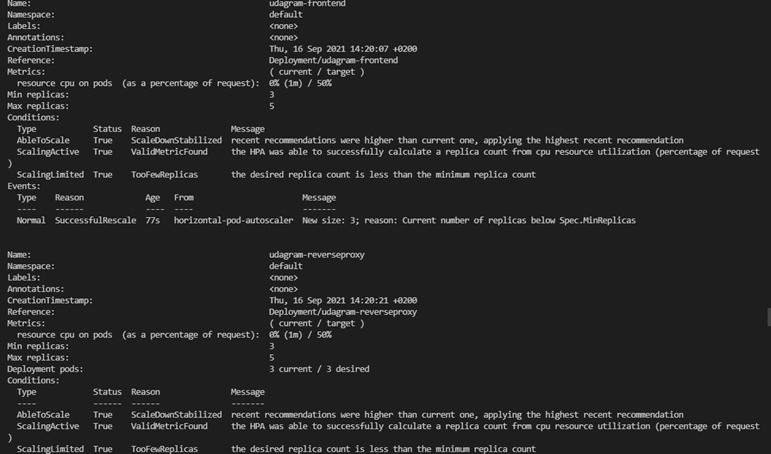 Name: udagram-frontend
Namespace: default
Labels: <none>
Annotations: <none>
CreationTimestamp: Thu, 16 Sep 2021 14:20:07 +0200
Reference: Deployment/udagram-frontend
Metrics: ( current / target )
resource cpu on pods (as a percentage of request): 0% (1m) / 50%
Min replicas: 3
Max replicas: 5
Conditions:
Type Status Reason Message
AbleToScale True ScaleDownStabilized recent recommendations were higher than current one, applying the highest recent recommendation
ScalingActive True ValidMetricFound the HPA was able to successfully calculate a replica count from cpu resource utilization (percentage of request
)
ScalingLimited True TooFewReplicas the desired replica count is less than the minimum replica count
Events:
Type Reason Age From Message
---- ------ ---- ---- -------
Normal SuccessfulRescale 77s horizontal-pod-autoscaler New size: 3; reason: Current number of replicas below Spec.MinReplicas
Name: udagram-reverseproxy
Namespace: default
Labels: <none>
Annotations: <none>
CreationTimestamp: Thu, 16 Sep 2021 14:20:21 +0200
Reference: Deployment/udagram-reverseproxy
Metrics: ( current / target )
resource cpu on pods (as a percentage of request): 0% (1m) / 50%
Min replicas: 3
Max replicas: 5
Deployment pods: 3 current / 3 desired
Conditions:
Type Status Reason Message
---- ------ ------ -------
AbleToScale True ScaleDownStabilized recent recommendations were higher than current one, applying the highest recent recommendation
ScalingActive True ValidMetricFound the HPA was able to successfully calculate a replica count from cpu resource utilization (percentage of request
)
ScalingLimited True TooFewReplicas the desired replica count is less than the minimum replica count